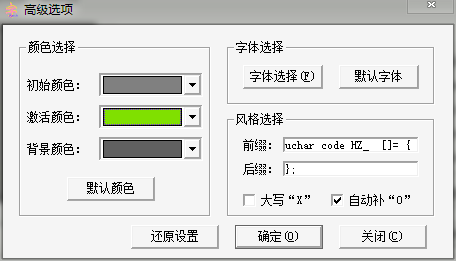 高级选项
颜色选择
初始颜色：
激活颜色：
背景颜色：
默认颜色
字体选择
字体选择(F) 默认字体
风格选择
前缀： uchar code HZ_  []= {
后缀： };
大写“X” 自动补“0”
还原设置 确定(O) 关闭(C)